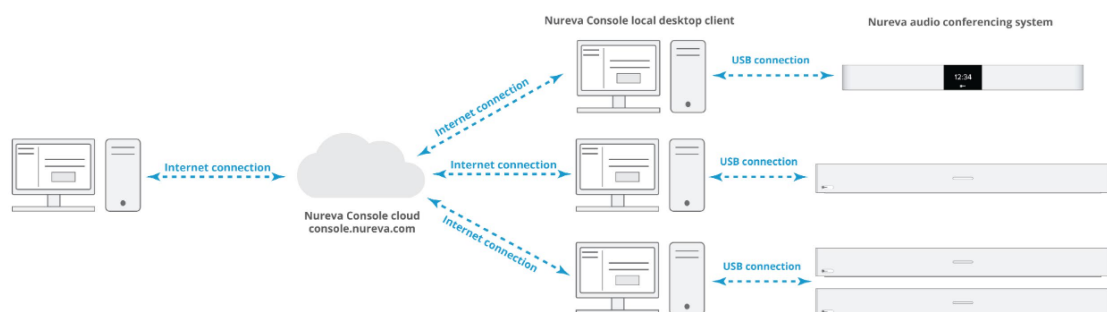 Nureva Console local desktop client
Nureva audio conferencing system
USB connection
12:34
Internet connection
Internet connection
Internet connection
USB connection
Nureva Console cloud
console.nureva.com
Internet connection
USB connection